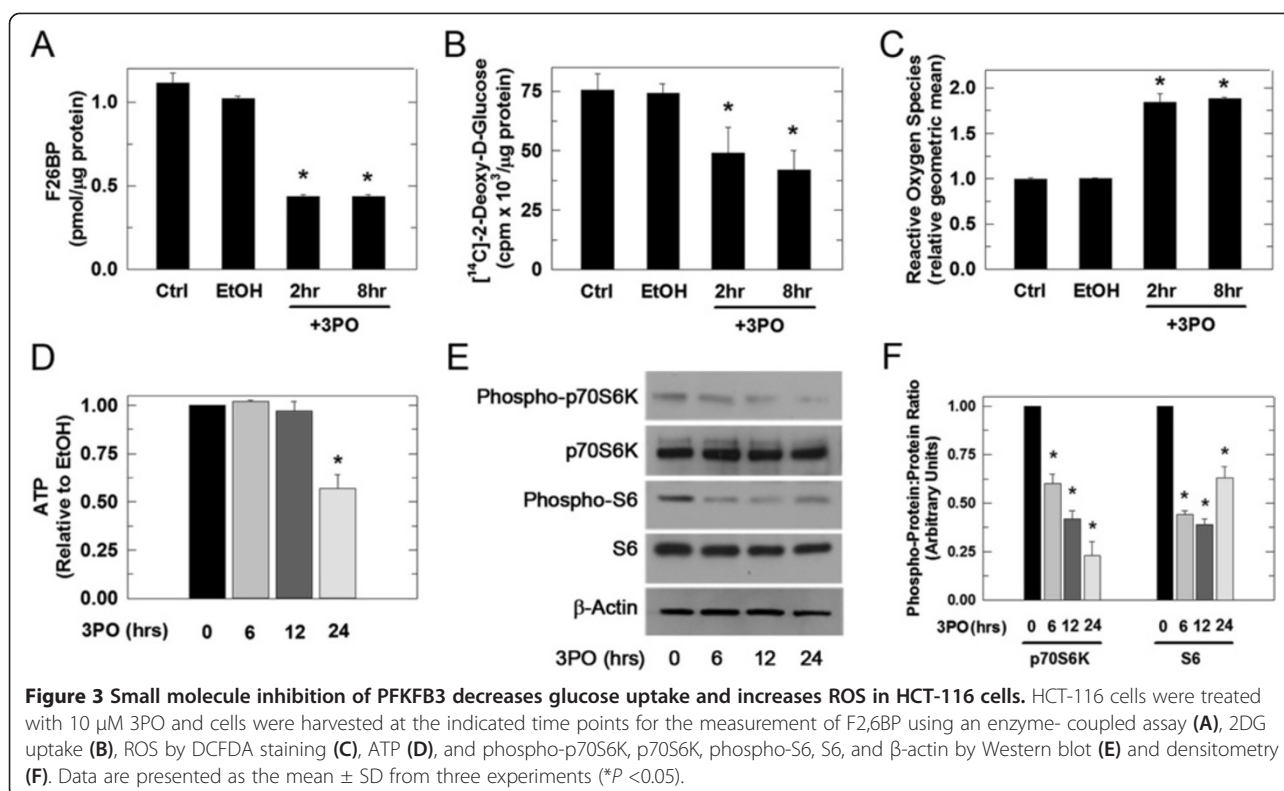 A
F26BP
(pmol/µg protein)
1.0
0.5
0.0
Ctrl EtOH 2hr 8hr
+3PO
B
[¹⁴C]-2-Deoxy-D-Glucose
(cpm x 10³/µg protein)
75
50
25
0
Ctrl EtOH 2hr 8hr
+3PO
* *
C
Reactive Oxygen Species
(relative geometric mean)
2.0
1.5
1.0
0.5
0.0
Ctrl EtOH 2hr 8hr
+3PO
* *
* *
D
ATP
(Relative to EtOH)
1.00
0.75
0.50
0.25
0.00
*
3PO (hrs) 0 6 12 24
E
Phospho-p70S6K
p70S6K
Phospho-S6
S6
β-Actin
3PO (hrs) 0 6 12 24
F
Phospho-Protein:Protein Ratio
(Arbitrary Units)
1.00
0.75
0.50
0.25
0.00
* * * * * *
3PO(hrs) 0 6 12 24 0 6 12 24
p70S6K S6
Figure 3 Small molecule inhibition of PFKFB3 decreases glucose uptake and increases ROS in HCT-116 cells. HCT-116 cells were treated
with 10 µM 3PO and cells were harvested at the indicated time points for the measurement of F2,6BP using an enzyme- coupled assay (A), 2DG
uptake (B), ROS by DCFDA staining (C), ATP (D), and phospho-p70S6K, p70S6K, phospho-S6, S6, and β-actin by Western blot (E) and densitometry
(F). Data are presented as the mean ± SD from three experiments (*P <0.05).